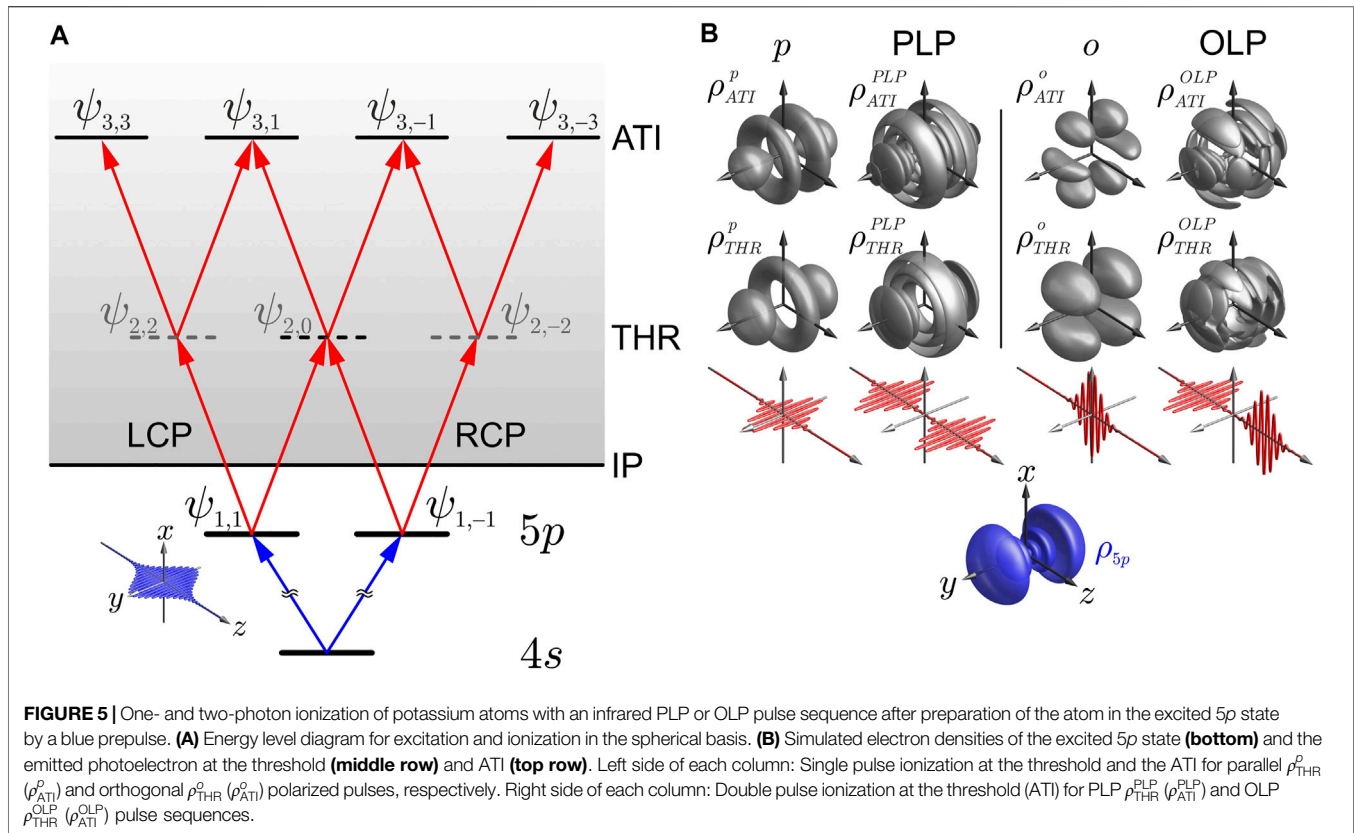 A
B
p PLP o OLP
ψ3,3 ψ3,1 ψ3,-1 ψ3,-3
ATI
ρ^p_ATI ρ^PLP_ATI ρ^o_ATI ρ^OLP_ATI
ψ2,2 ψ2,0 ψ2,-2
THR
ρ^p_THR ρ^PLP_THR ρ^o_THR ρ^OLP_THR
LCP RCP
IP
ψ1,1 ψ1,-1
5p
x
y
z
4s
x
y
z
ρ5p
FIGURE 5 | One- and two-photon ionization of potassium atoms with an infrared PLP or OLP pulse sequence after preparation of the atom in the excited 5p state
by a blue prepulse. (A) Energy level diagram for excitation and ionization in the spherical basis. (B) Simulated electron densities of the excited 5p state (bottom) and the
emitted photoelectron at the threshold (middle row) and ATI (top row). Left side of each column: Single pulse ionization at the threshold and the ATI for parallel ρ^p_THR
(ρ^p_ATI) and orthogonal ρ^o_THR (ρ^o_ATI) polarized pulses, respectively. Right side of each column: Double pulse ionization at the threshold (ATI) for PLP ρ^PLP_THR (ρ^PLP_ATI) and OLP
ρ^OLP_THR (ρ^OLP_ATI) pulse sequences.